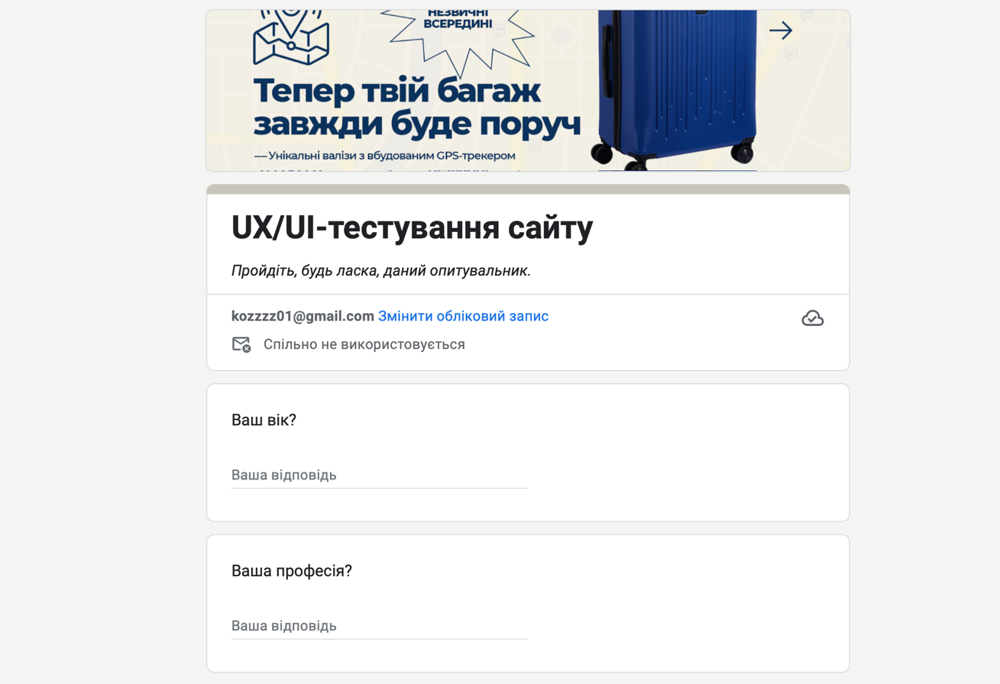 НЕЗВИЧНІ
ВСЕРЕДИНІ
Тепер твій багаж
завжди буде поруч
—Унікальні валізи з вбудованим GPS-трекером
UX/UI-тестування сайту
Пройдіть, будь ласка, даний опитувальник.
kozzzz01@gmail.com Змінити обліковий запис
Спільно не використовується
Ваш вік?
Ваша відповідь
Ваша професія?
Ваша відповідь